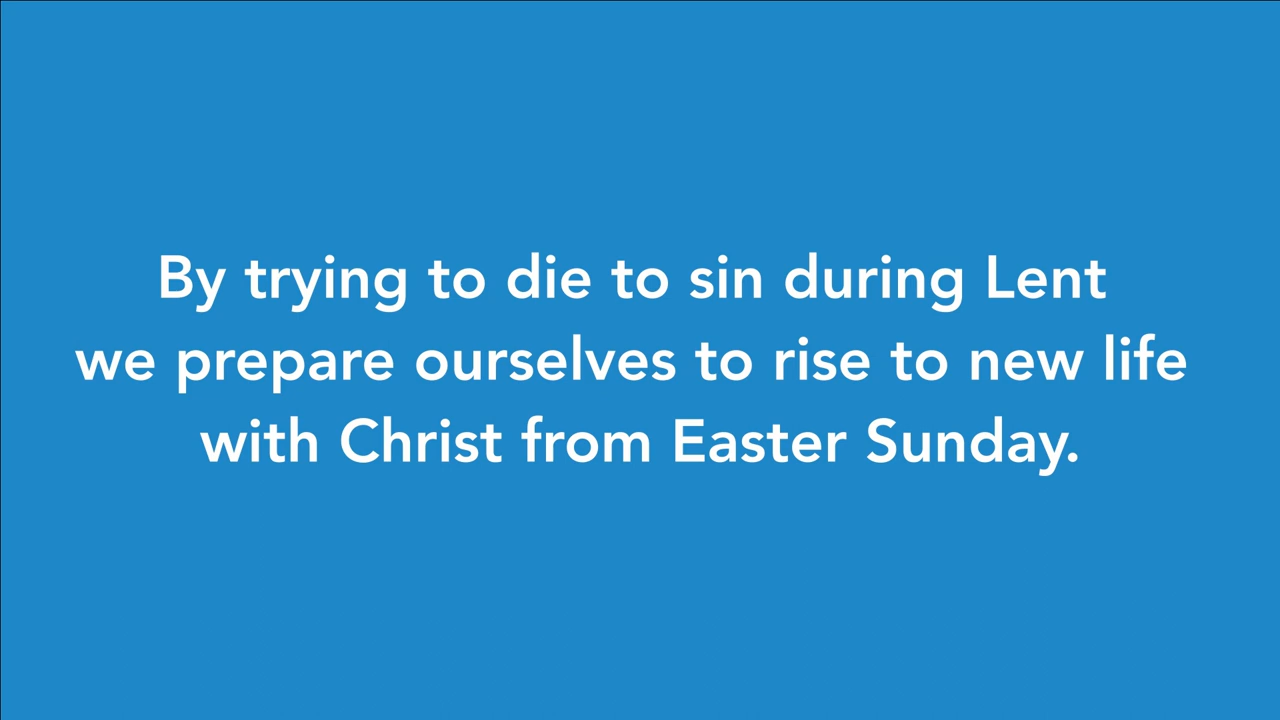 By trying to die to sin during Lent
we prepare ourselves to rise to new life
with Christ from Easter Sunday.